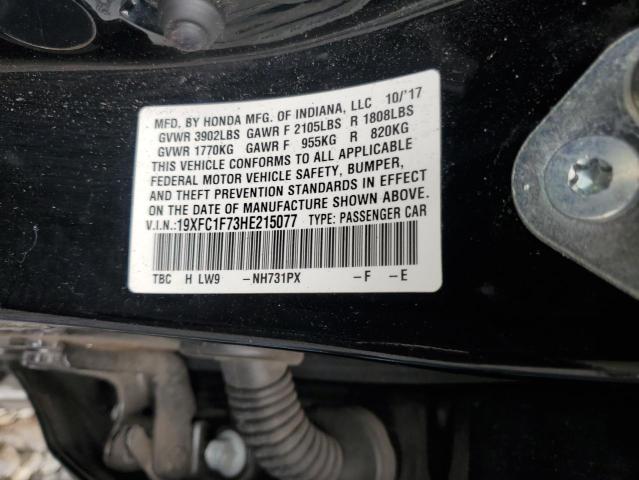 MFD. BY HONDA MFG. OF INDIANA, LLC 10/'17
GVWR 3902LBS GAWR F 2105LBS R 1808LBS
GVWR 1770KG GAWR F 955KG R 820KG
THIS VEHICLE CONFORMS TO ALL APPLICABLE
FEDERAL MOTOR VEHICLE SAFETY, BUMPER,
AND THEFT PREVENTION STANDARDS IN EFFECT
ON THE DATE OF MANUFACTURE SHOWN ABOVE.
V.I.N.:19XFC1F73HE215077 TYPE: PASSENGER CAR
TBC H LW9 –NH731PX –F –E